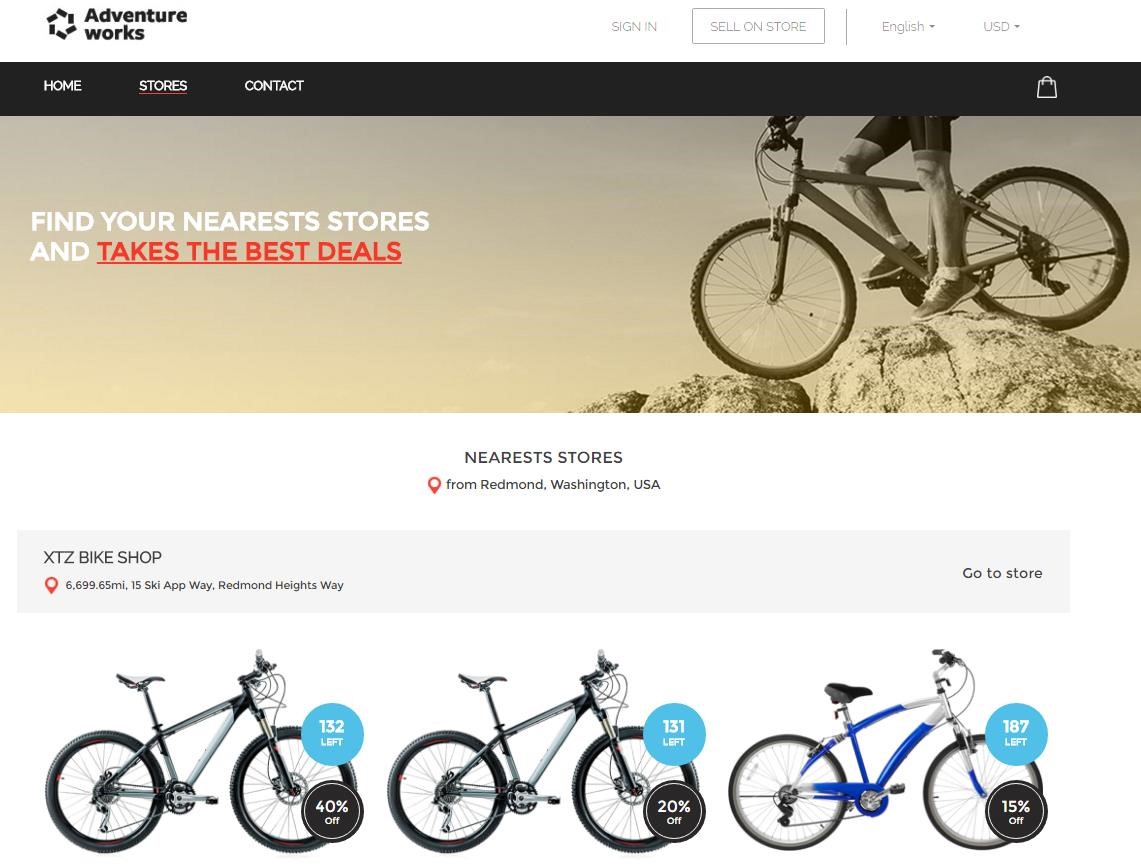 Adventure
works
SIGN IN
SELL ON STORE
English
USD
HOME
STORES
CONTACT
FIND YOUR NEARESTS STORES
AND TAKES THE BEST DEALS
NEARESTS STORES
from Redmond, Washington, USA
XTZ BIKE SHOP
6,699.65mi, 15 Ski App Way, Redmond Heights Way
Go to store
132
LEFT
40%
Off
131
LEFT
20%
Off
187
LEFT
15%
Off